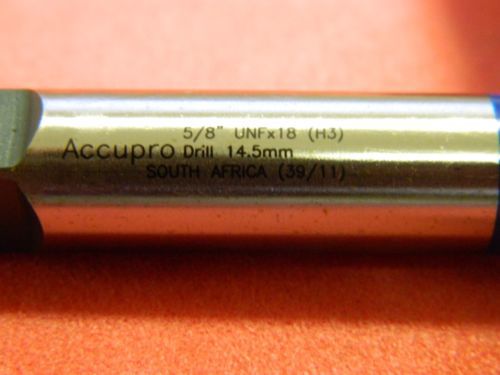 5/8" UNFx18 (H3)
Accupro Drill 14.5mm
SOUTH AFRICA (39/11)